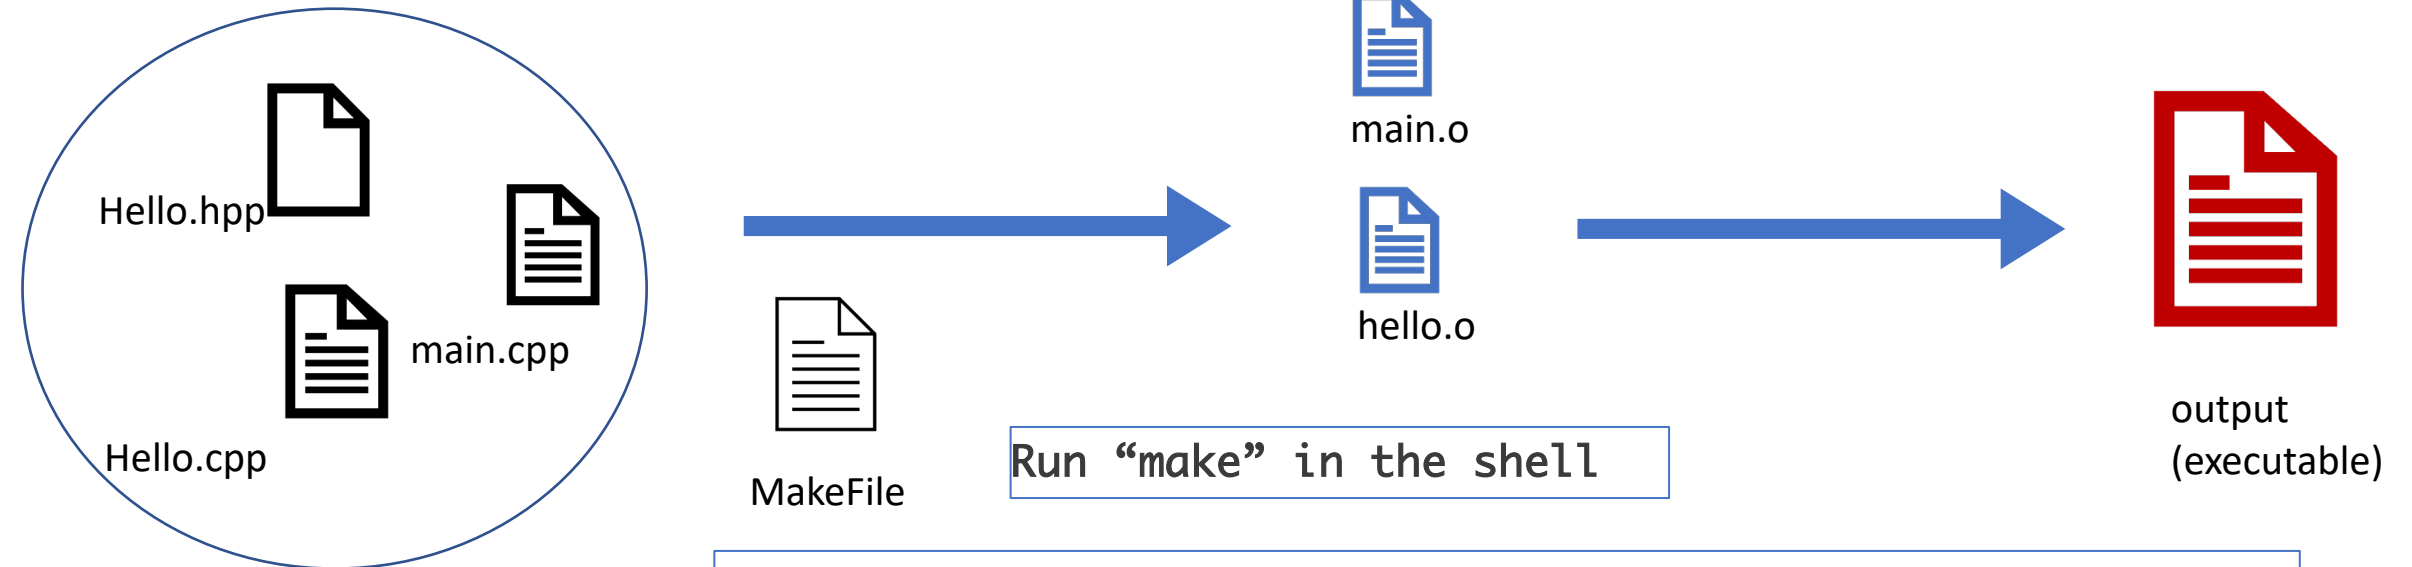 Hello.hpp
main.cpp
Hello.cpp
MakeFile
Run “make” in the shell
main.o
hello.o
output
(executable)